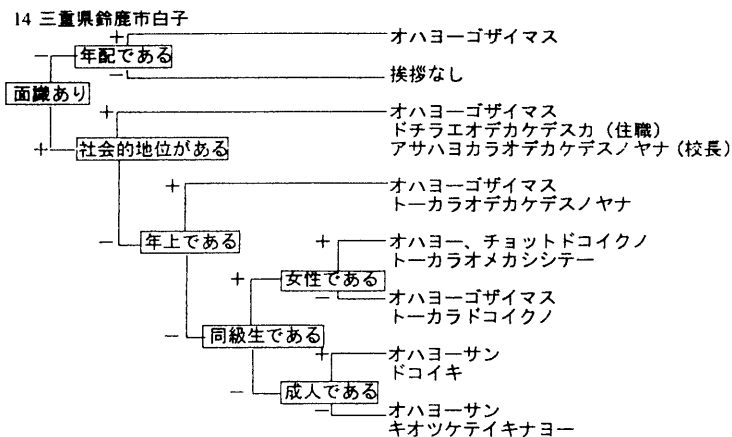 14 三重県鈴鹿市白子
+ オハヨーゴザイマス
年配である
- 挨拶なし
-
面識あり
+
+ オハヨーゴザイマス
ドチラエオデカケデスカ(住職)
社会的地位がある
アサハヨカラオデカケデスノヤナ(校長)
+ オハヨーゴザイマス
トーカラオデカケデスノヤナ
-
年上である
+ オハヨー、チョットドコイクノ
トーカラオメカシシテー
+
女性である
- オハヨーゴザイマス
トーカラドコイクノ
-
同級生である
+ オハヨーサン
ドコイキ
-
成人である
- オハヨーサン
キオツケテイキナヨー